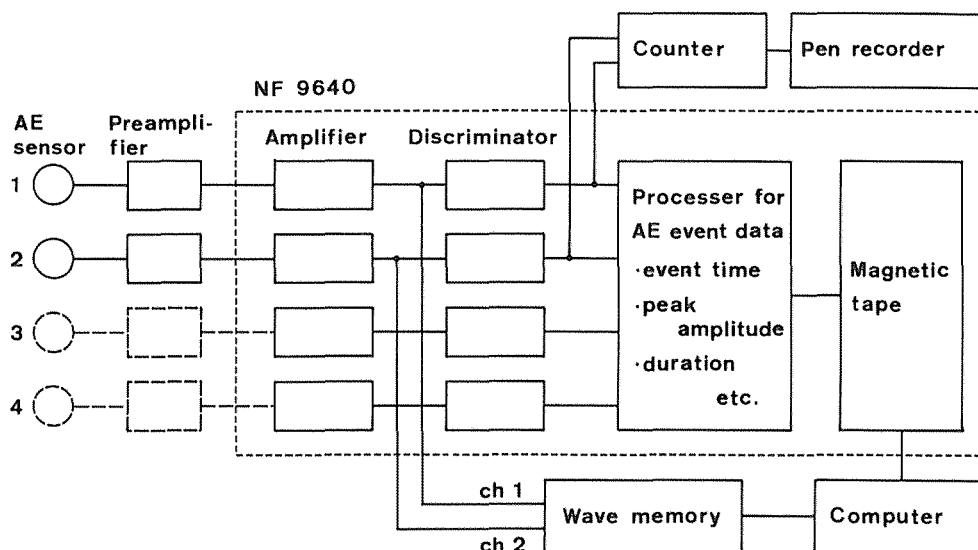 Counter
Pen recorder
NF 9640
AE
sensor
Preampli-
fier
Amplifier
Discriminator
1
2
3
4
Processer for
AE event data
·event time
·peak
amplitude
·duration
etc.
Magnetic
tape
ch 1
ch 2
Wave memory
Computer